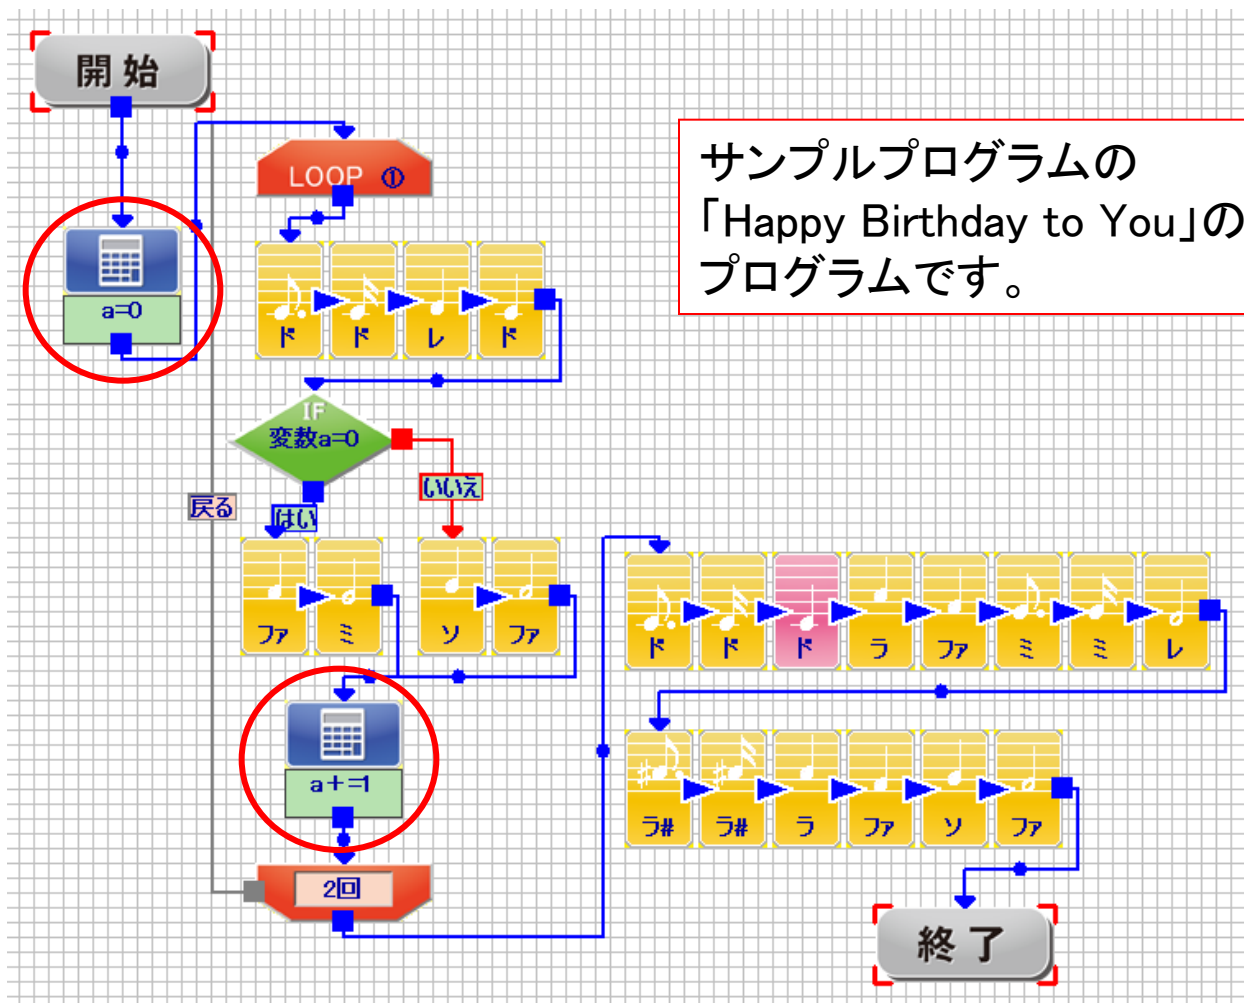 開始
サンプルプログラムの
「Happy Birthday to You」の
プログラムです。
LOOP ①
a=0
ド ド レ ド
IF
変数a=0
いいえ
戻る
はい
ファ ミ ソ ファ
ド ド ド ラ ファ ミ ミ レ
a+=1
ラ# ラ# ラ ファ ソ ファ
2回
終了